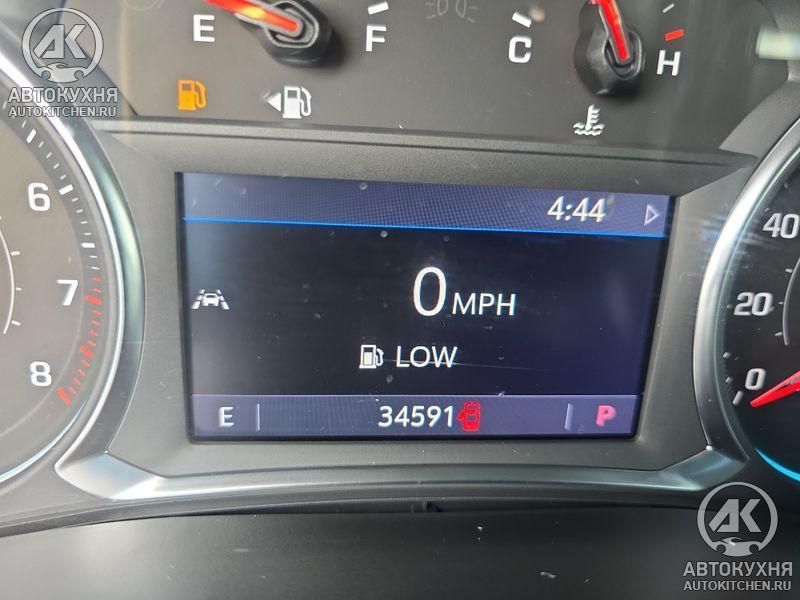 E
F
C
H
АК
АВТОКУХНЯ
AUTOKITCHEN.RU
4:44
6
7
8
0 MPH
LOW
E
34591
P
40
20
0
АК
АВТОКУХНЯ
AUTOKITCHEN.RU